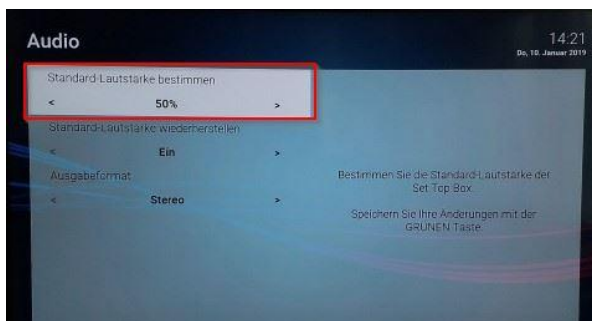 Audio
14:21
Do, 10. Januar 2019
Standard-Lautstärke bestimmen
< 50% >
Standard-Lautstärke wiederherstellen
< Ein >
Ausgabeformat
< Stereo >
Bestimmen Sie die Standard-Lautstärke der
Set Top Box.
Speichern Sie Ihre Änderungen mit der
GRÜNEN Taste.